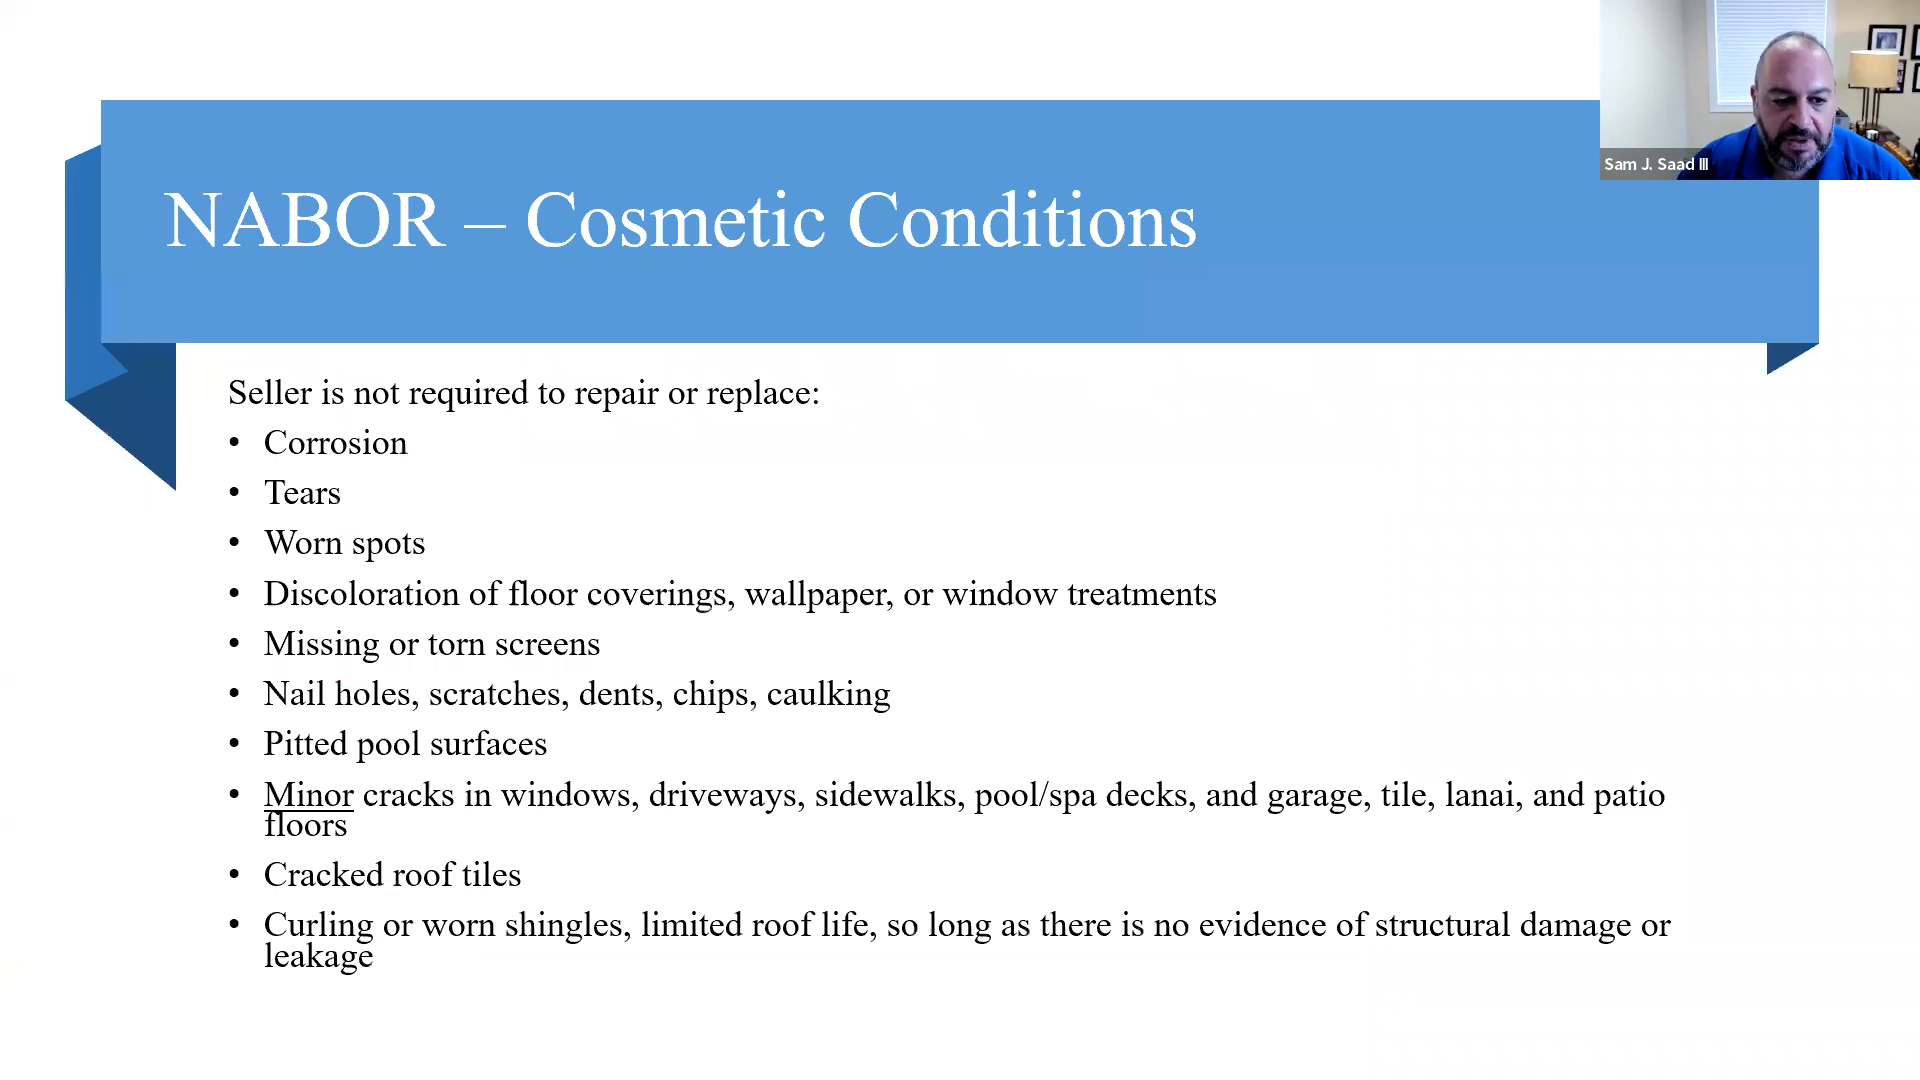 Sam J. Saad III
NABOR – Cosmetic Conditions
Seller is not required to repair or replace:
• Corrosion
• Tears
• Worn spots
• Discoloration of floor coverings, wallpaper, or window treatments
• Missing or torn screens
• Nail holes, scratches, dents, chips, caulking
• Pitted pool surfaces
• Minor cracks in windows, driveways, sidewalks, pool/spa decks, and garage, tile, lanai, and patio
floors
• Cracked roof tiles
• Curling or worn shingles, limited roof life, so long as there is no evidence of structural damage or
leakage